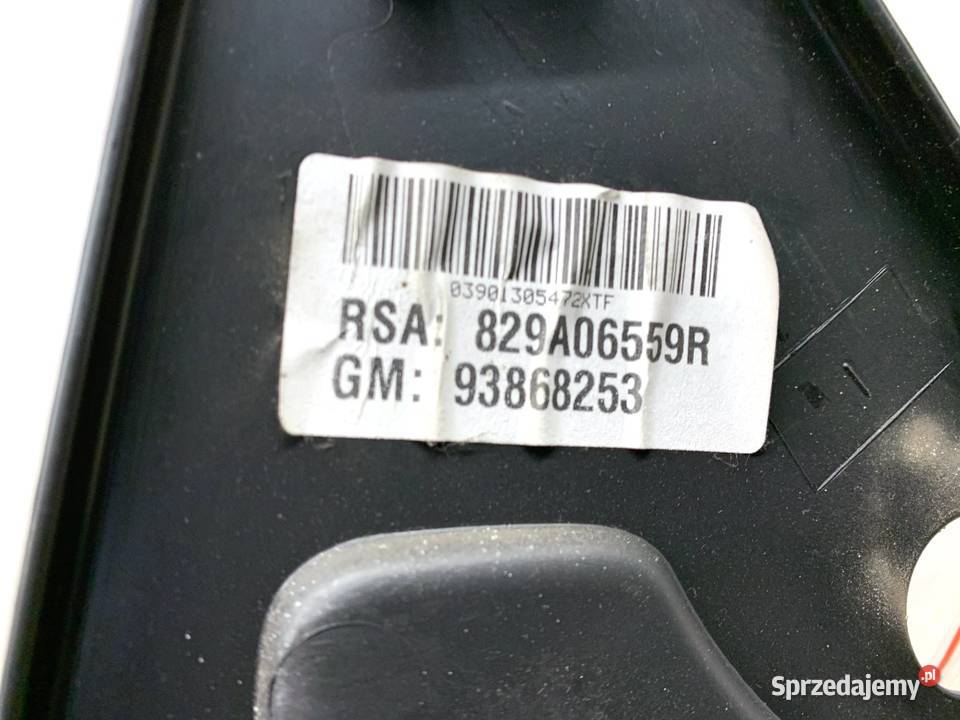 03901305472XTF
RSA: 829A06559R
GM: 93868253
Sprzedajemy.pl